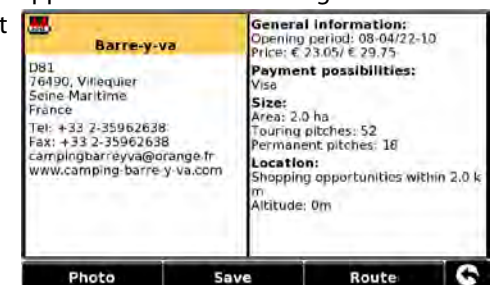 t
Barre-y-va
D81
76490, Villequier
Seine-Maritime
France
Tel: +33 2-35962638
Fax: +33 2-35962638
campingbarreyva@orange.fr
www.camping-barre-y-va.com
General information:
Opening period: 08-04/22-10
Price: € 23.05/ € 29.75
Payment possibilities:
Visa
Size:
Area: 2.0 ha
Touring pitches: 52
Permanent pitches: 18
Location:
Shopping opportunities within 2.0 k
m
Altitude: 0m
Photo Save Route